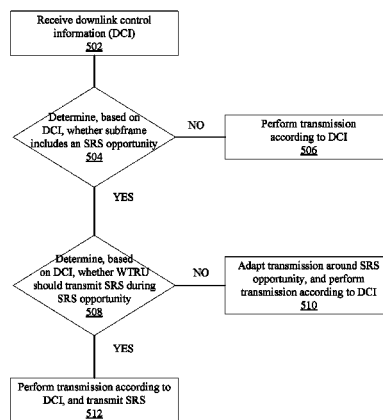 Receive downlink control
information (DCI)
502
Determine, based on
DCI, whether subframe
includes an SRS opportunity
504
NO
Perform transmission
according to DCI
506
YES
Determine, based
on DCI, whether WTRU
should transmit SRS during
SRS opportunity
508
NO
Adapt transmission around SRS
opportunity, and perform
transmission according to DCI
510
YES
Perform transmission according to
DCI, and transmit SRS
512